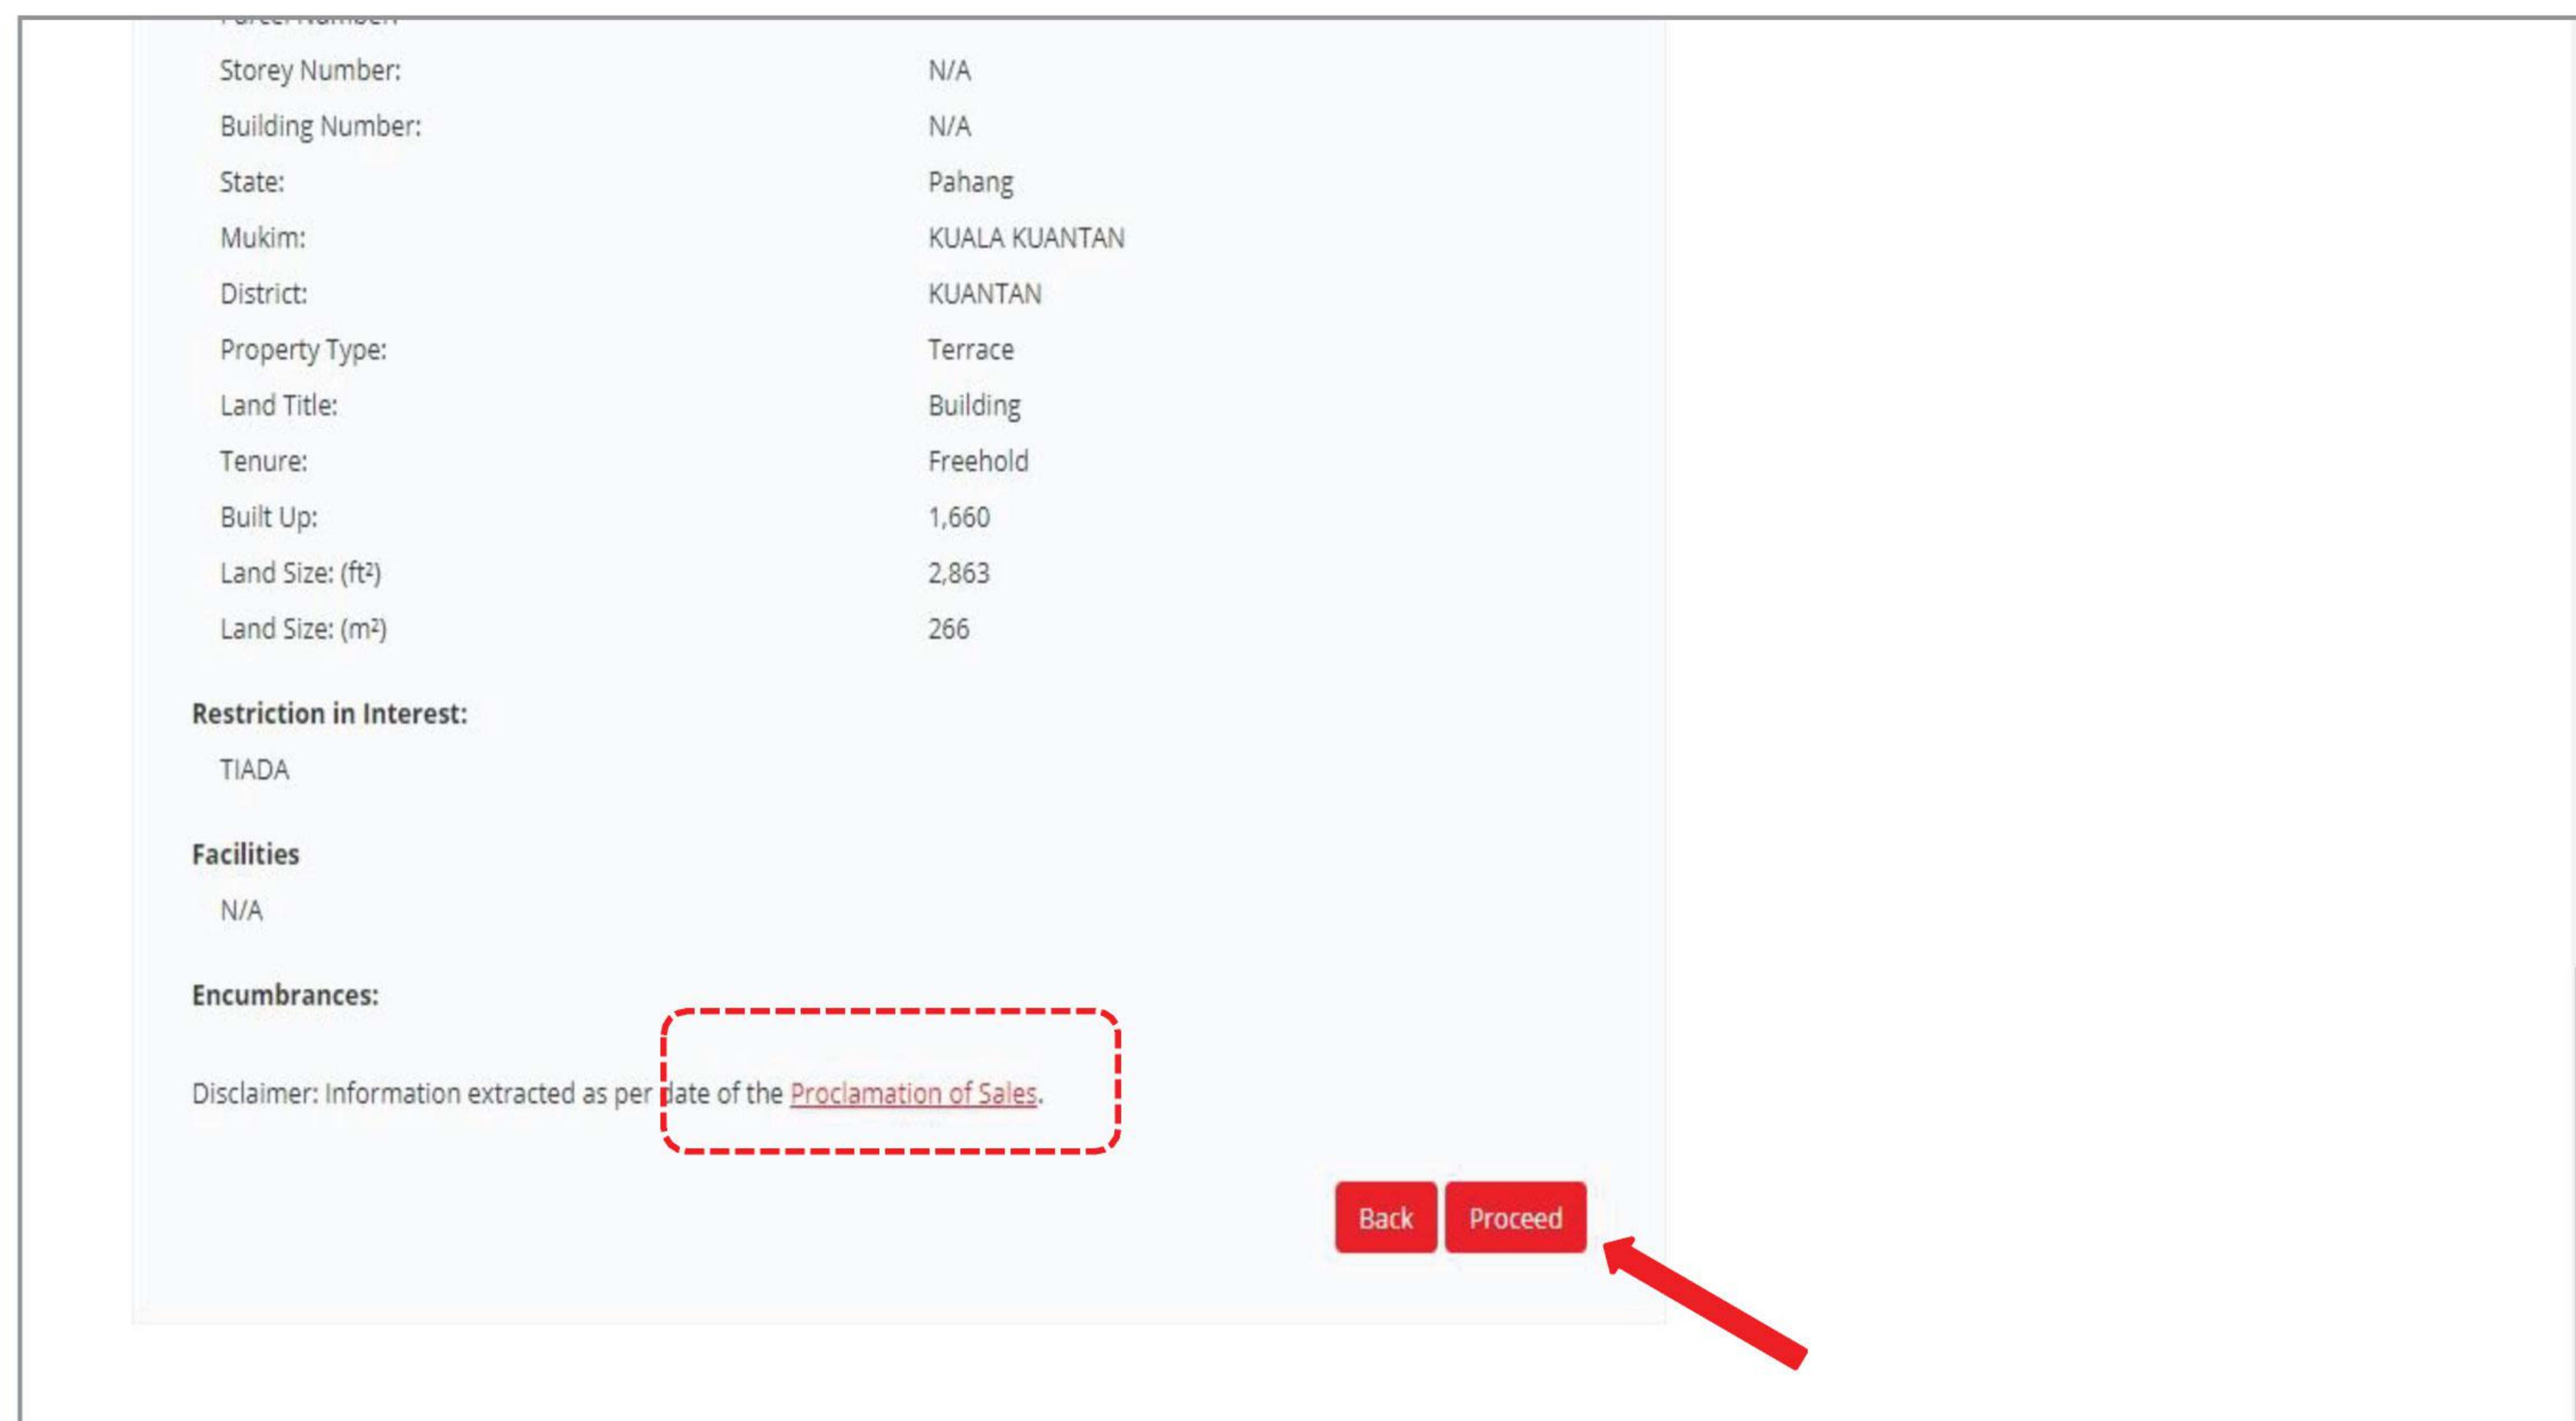 Storey Number: N/A
Building Number: N/A
State: Pahang
Mukim: KUALA KUANTAN
District: KUANTAN
Property Type: Terrace
Land Title: Building
Tenure: Freehold
Built Up: 1,660
Land Size: (ft²) 2,863
Land Size: (m²) 266
Restriction in Interest:
TIADA
Facilities
N/A
Encumbrances:
Disclaimer: Information extracted as per date of the Proclamation of Sales.
Back Proceed